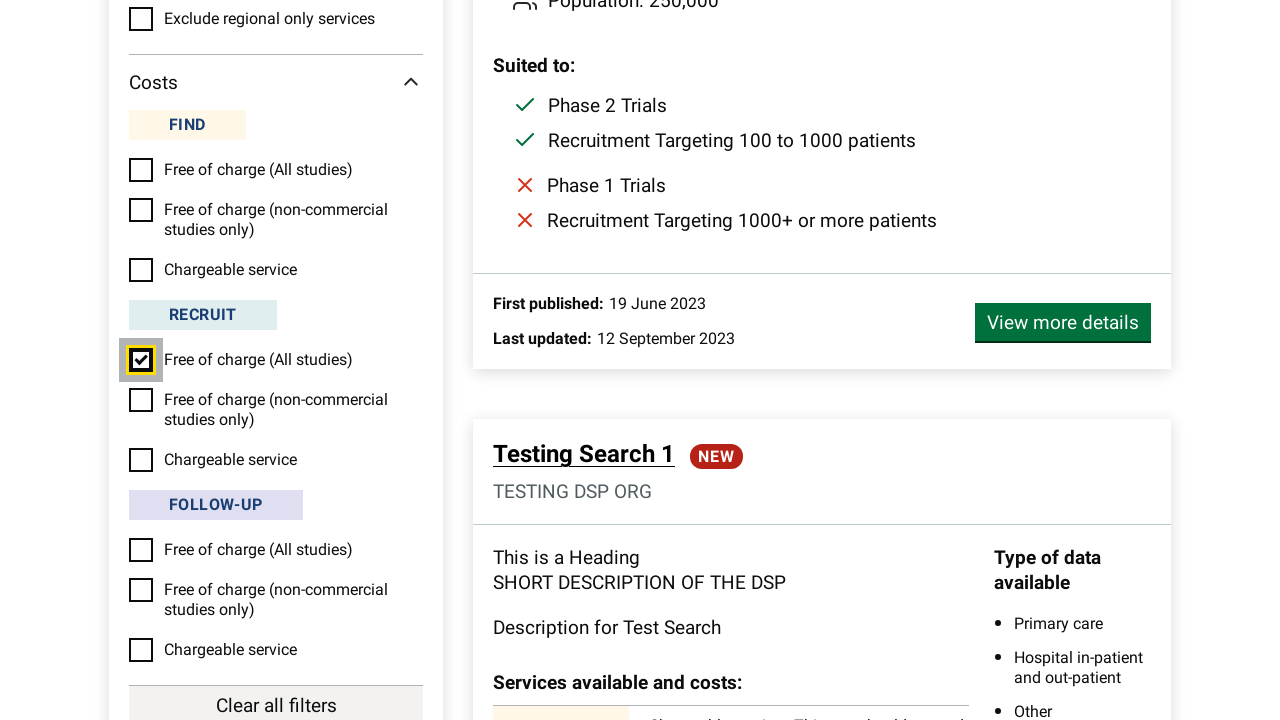 Exclude regional only services
Costs
FIND
Free of charge (All studies)
Free of charge (non-commercial
studies only)
Chargeable service
RECRUIT
Free of charge (All studies)
Free of charge (non-commercial
studies only)
Chargeable service
FOLLOW-UP
Free of charge (All studies)
Free of charge (non-commercial
studies only)
Chargeable service
Clear all filters
Population: 250,000
Suited to:
Phase 2 Trials
Recruitment Targeting 100 to 1000 patients
Phase 1 Trials
Recruitment Targeting 1000+ or more patients
First published: 19 June 2023
Last updated: 12 September 2023
View more details
Testing Search 1 NEW
TESTING DSP ORG
This is a Heading
SHORT DESCRIPTION OF THE DSP
Description for Test Search
Services available and costs:
Type of data
available
Primary care
Hospital in-patient
and out-patient
Other